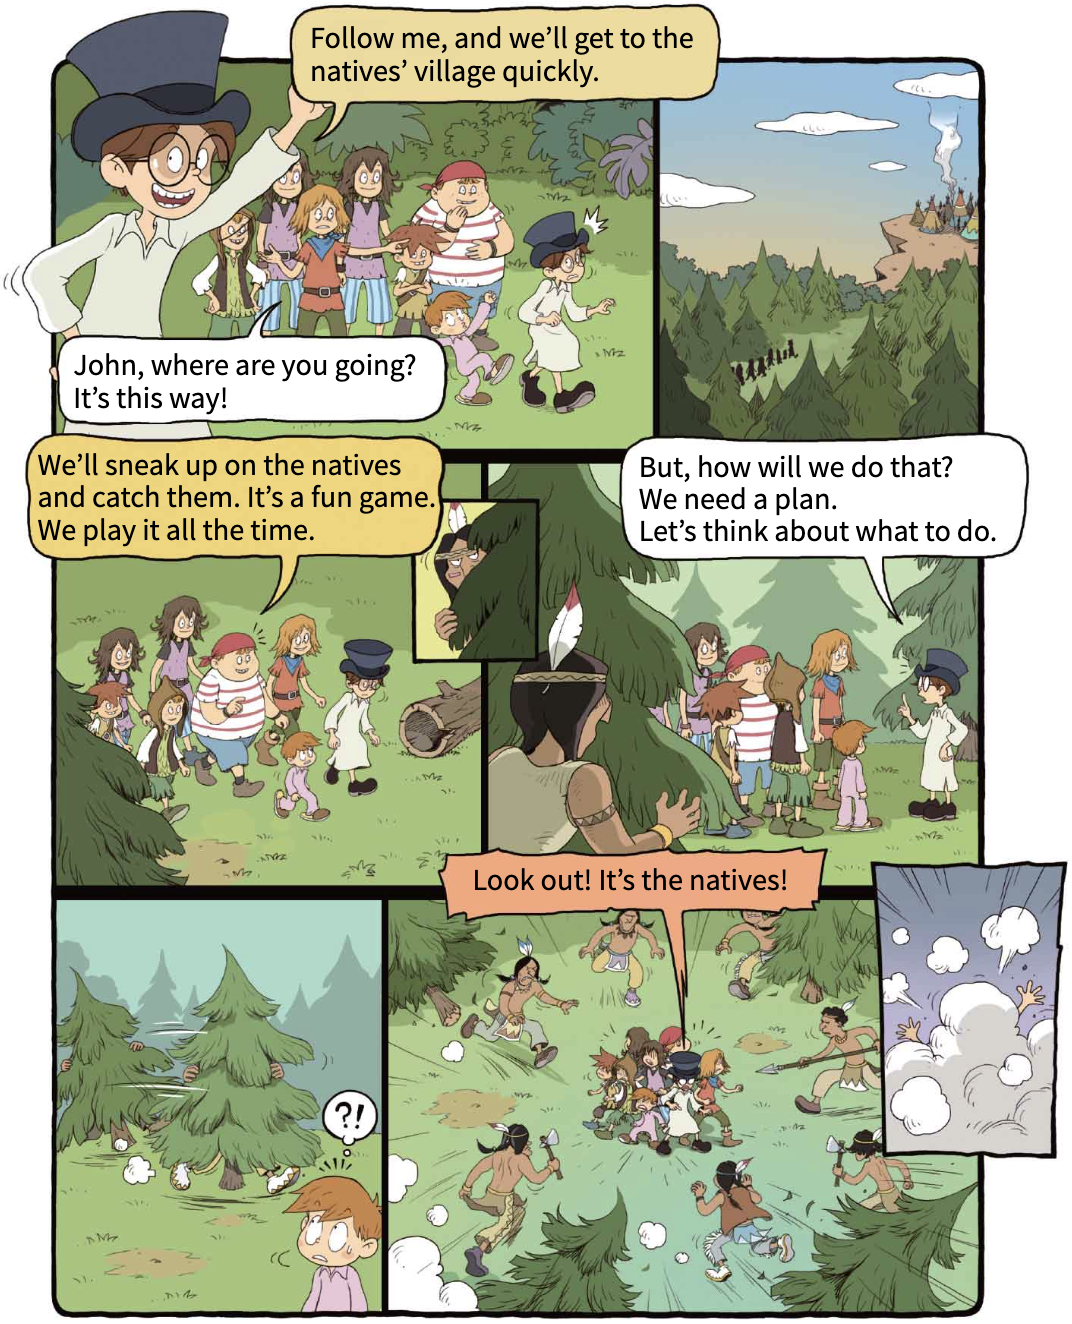 Follow me, and we’ll get to the
natives’ village quickly.
John, where are you going?
It’s this way!
We’ll sneak up on the natives
and catch them. It’s a fun game.
We play it all the time.
But, how will we do that?
We need a plan.
Let’s think about what to do.
?!
Look out! It’s the natives!